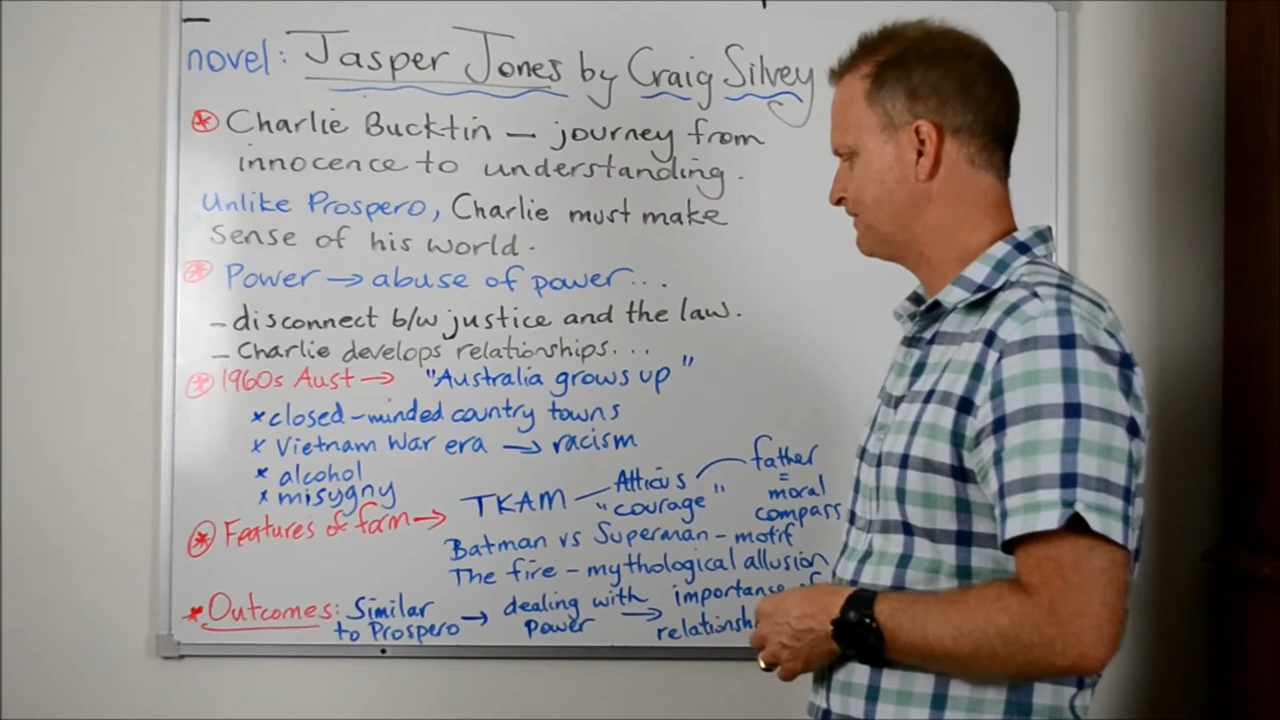 novel: Jasper Jones by Craig Silvey
* Charlie Bucktin – journey from
innocence to understanding.
Unlike Prospero, Charlie must make
sense of his world.
* Power → abuse of power...
– disconnect b/w justice and the law.
– Charlie develops relationships...
* 1960s Aust → "Australia grows up"
* closed-minded country towns
* Vietnam War era → racism
* alcohol
* misygny
* Features of form → TKAM – Atticus "courage" father = moral compass
Batman vs Superman – motif
The fire – mythological allusion
* Outcomes: Similar to Prospero → dealing with power → importance